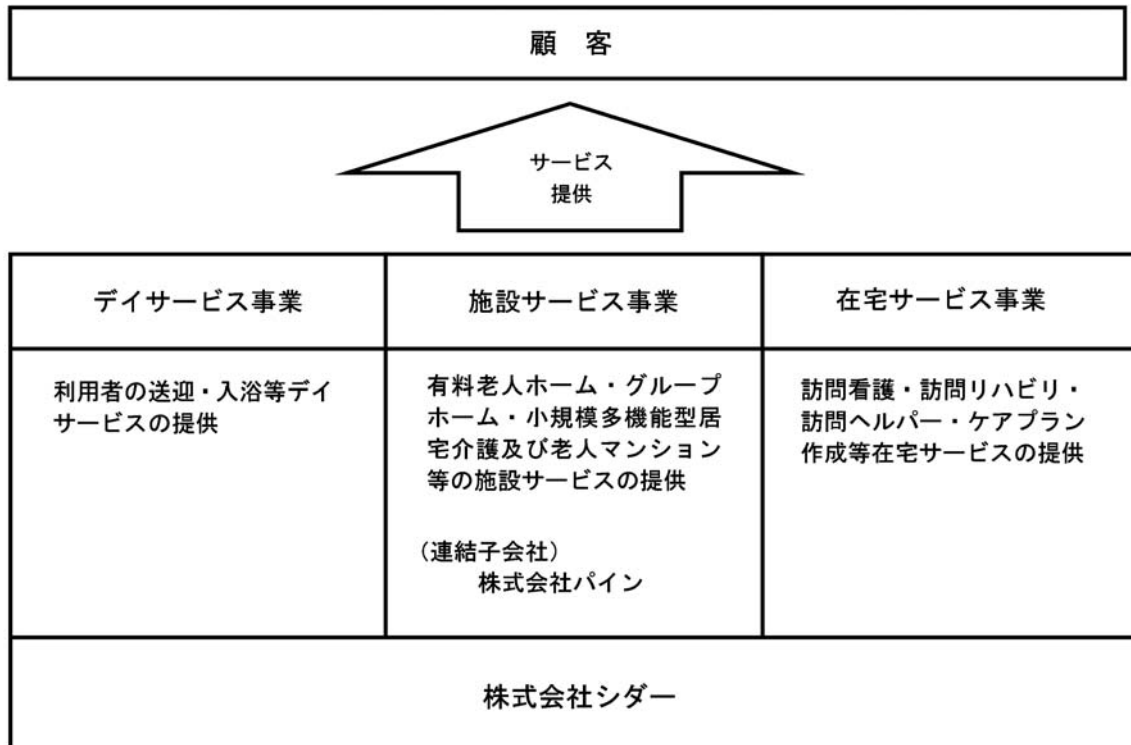 顧　客
サービス
提供
デイサービス事業
施設サービス事業
在宅サービス事業
利用者の送迎・入浴等デイ
サービスの提供
有料老人ホーム・グループ
ホーム・小規模多機能型居
宅介護及び老人マンション
等の施設サービスの提供
（連結子会社）
株式会社パイン
訪問看護・訪問リハビリ・
訪問ヘルパー・ケアプラン
作成等在宅サービスの提供
株式会社シダー